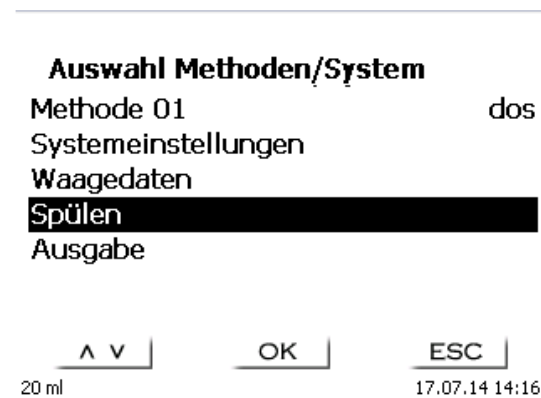 Auswahl Methoden/System
Methode 01 dos
Systemeinstellungen
Waagedaten
Spülen
Ausgabe
∧ ∨ OK ESC
20 ml 17.07.14 14:16